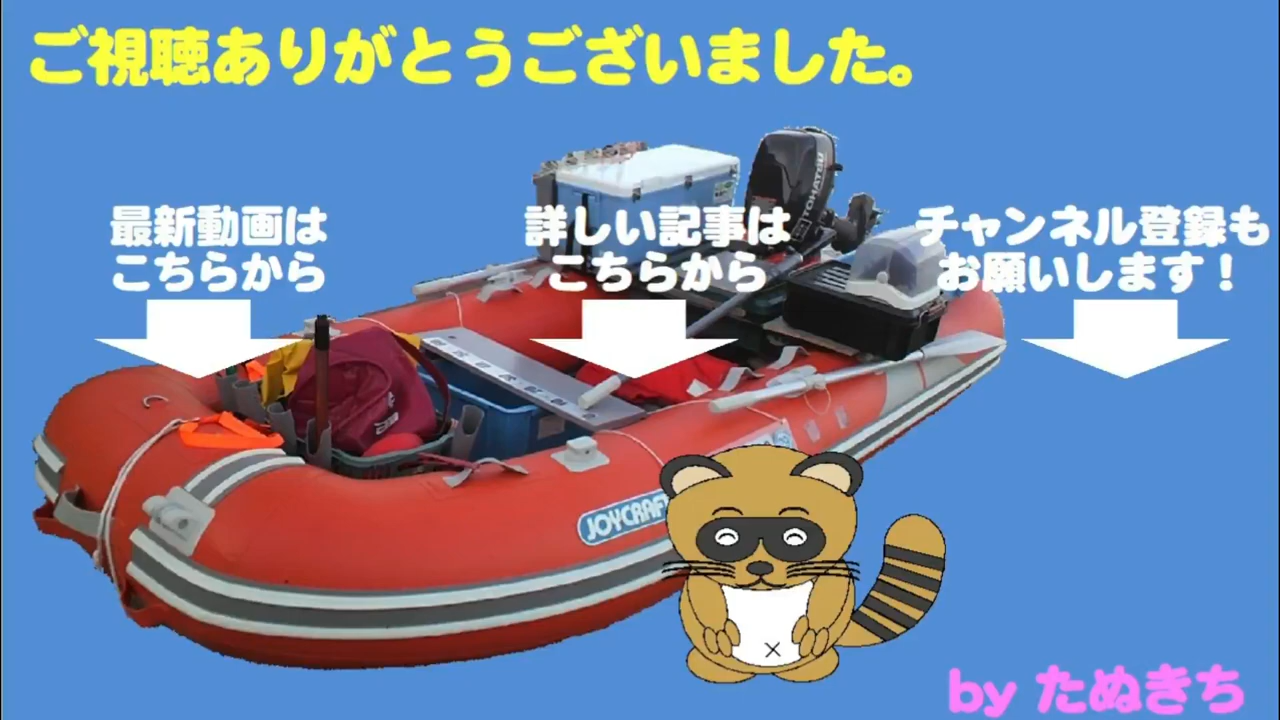 ご視聴ありがとうございました。
最新動画は
こちらから
詳しい記事は
こちらから
チャンネル登録も
お願いします！
TOHATSU
JOYCRAFT
by たぬきち